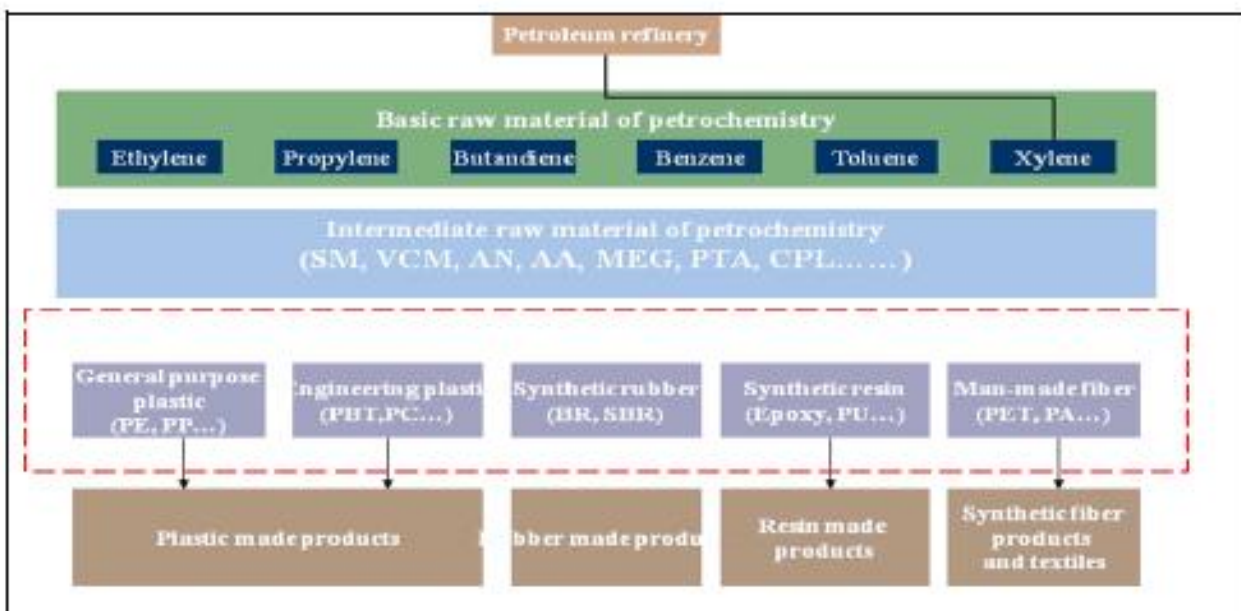 Petroleum refinery
Basic raw material of petrochemistry
Ethylene Propylene Butandiene Benzene Toluene Xylene
Intermediate raw material of petrochemistry
(SM, VCM, AN, AA, MEG, PTA, CPL……)
General purpose
plastic
(PE, PP…)
Engineering plasti
(PBT,PC…)
Synthetic rubber
(BR, SBR)
Synthetic resin
(Epoxy, PU…)
Man-made fiber
(PET, PA…)
Plastic made products
ubber made produ
Resin made
products
Synthetic fiber
products
and textiles